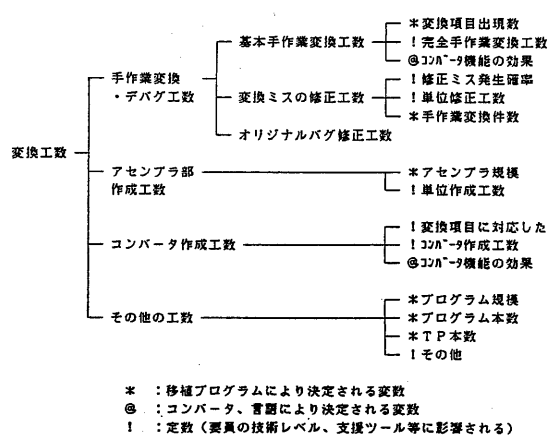 変換工数
手作業変換
・デバグ工数
基本手作業変換工数
*変換項目出現数
!完全手作業変換工数
@コンバータ機能の効果
変換ミスの修正工数
!修正ミス発生確率
!単位修正工数
*手作業変換件数
オリジナルバグ修正工数
アセンブラ部
作成工数
*アセンブラ規模
!単位作成工数
コンバータ作成工数
!変換項目に対応した
!コンバータ作成工数
@コンバータ機能の効果
その他の工数
*プログラム規模
*プログラム本数
*TP本数
!その他
* :移植プログラムにより決定される変数
@ :コンバータ、言語により決定される変数
! :定数(要員の技術レベル、支援ツール等に影響される)